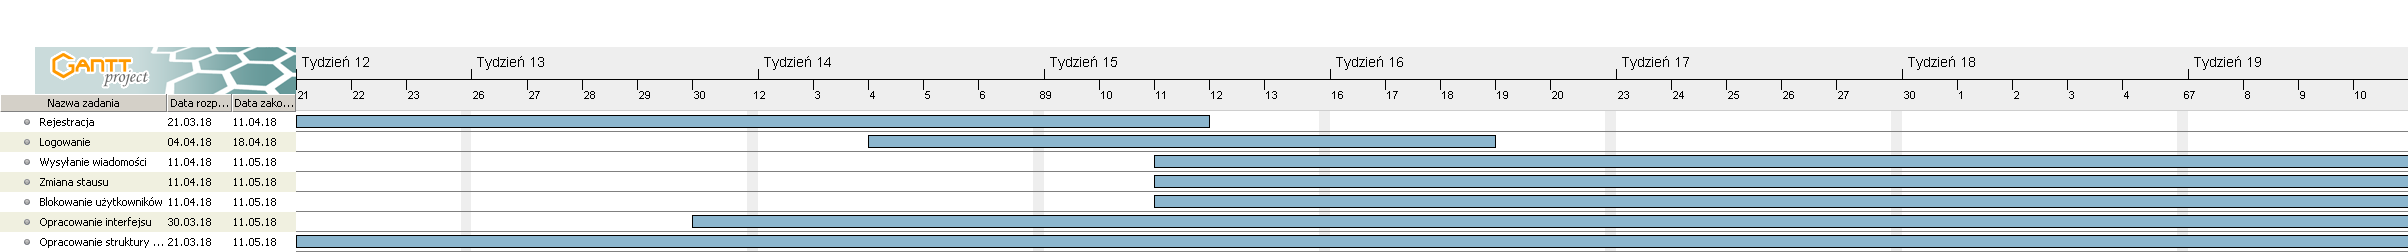 GANTT
project
Tydzień 12 Tydzień 13 Tydzień 14 Tydzień 15 Tydzień 16 Tydzień 17 Tydzień 18 Tydzień 19
21 22 23 26 27 28 29 30 12 3 4 5 6 89 10 11 12 13 16 17 18 19 20 23 24 25 26 27 30 1 2 3 4 67 8 9 10
Nazwa zadania Data rozp... Data zako...
Rejestracja 21.03.18 11.04.18
Logowanie 04.04.18 18.04.18
Wysyłanie wiadomości 11.04.18 11.05.18
Zmiana stausu 11.04.18 11.05.18
Blokowanie użytkowników 11.04.18 11.05.18
Opracowanie interfejsu 30.03.18 11.05.18
Opracowanie struktury ... 21.03.18 11.05.18